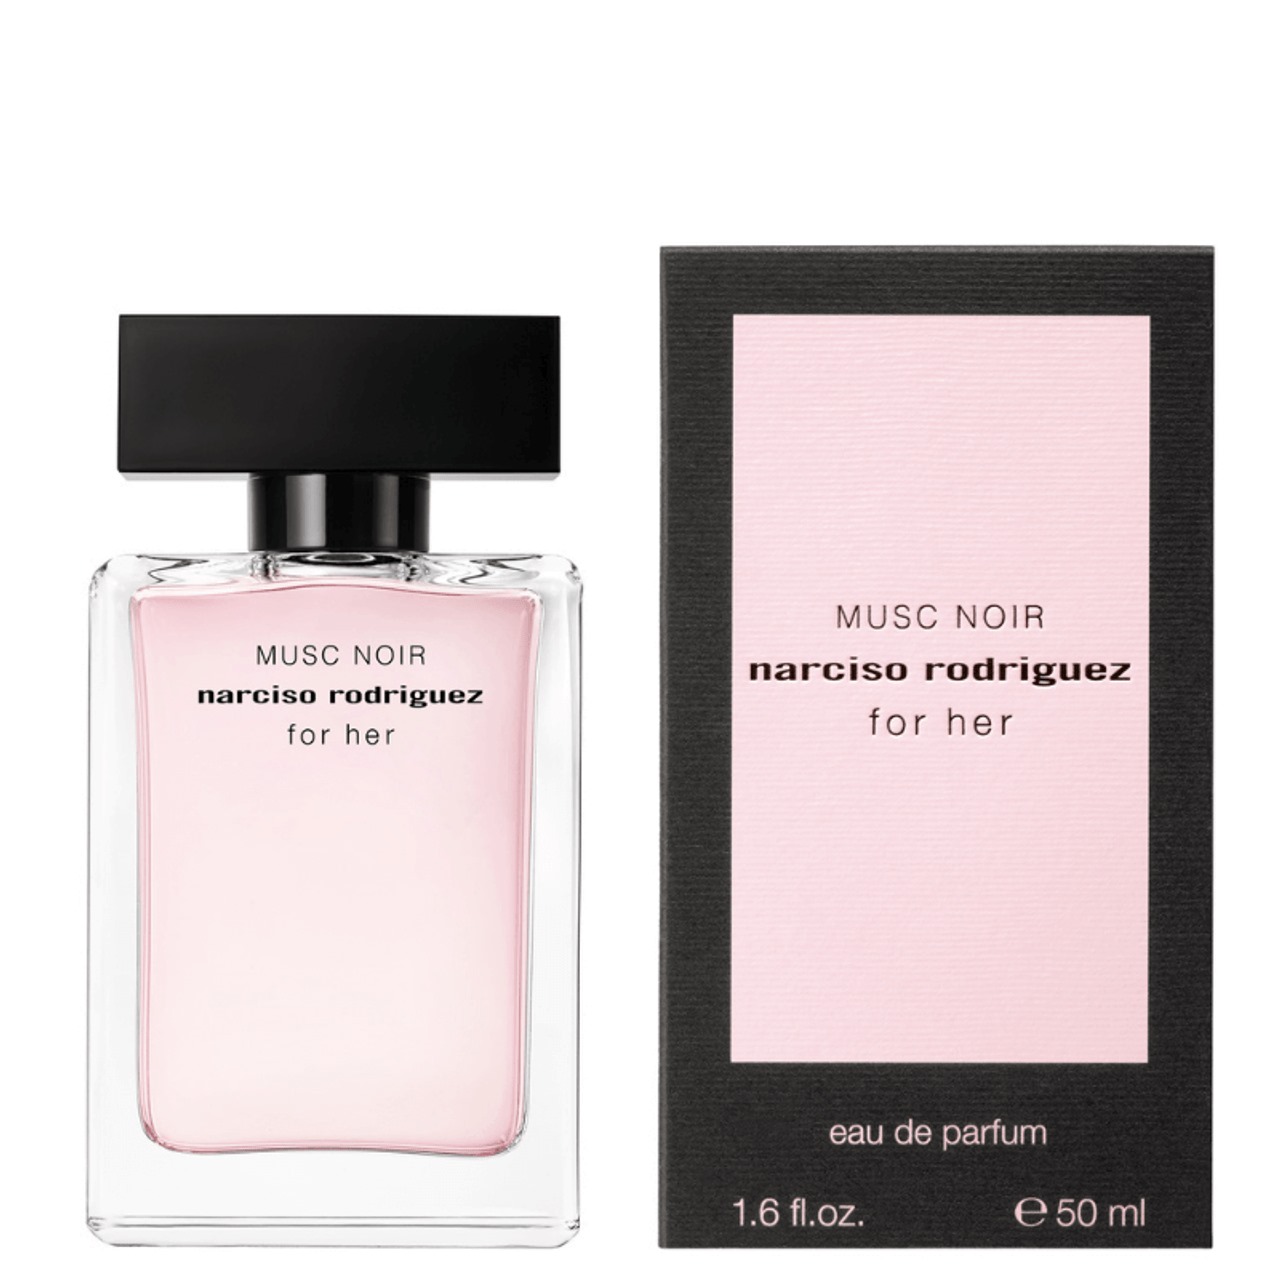 MUSC NOIR
narciso rodriguez
for her
MUSC NOIR
narciso rodriguez
for her
eau de parfum
1.6 fl.oz. ℮ 50 ml